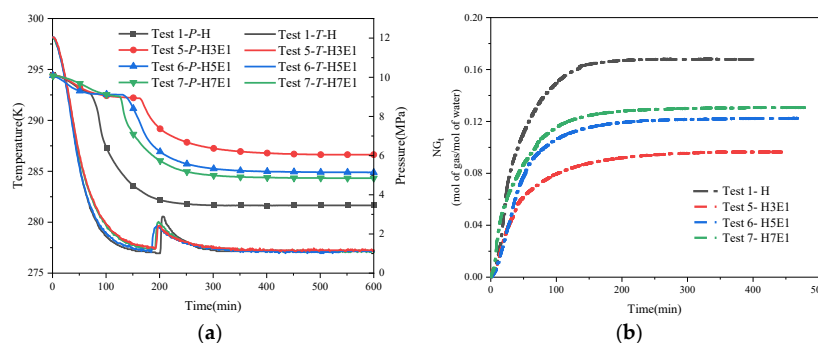 300
295
290
285
280
275
Temperature(K)
Test 1-P-H Test 1-T-H
Test 5-P-H3E1 Test 5-T-H3E1
Test 6-P-H5E1 Test 6-T-H5E1
Test 7-P-H7E1 Test 7-T-H7E1
12
10
8
6
4
2
0
Pressure(MPa)
0 100 200 300 400 500 600
Time(min)
(a)
0.20
0.16
0.12
0.08
0.04
0.00
NGt
(mol of gas/mol of water)
Test 1- H
Test 5- H3E1
Test 6- H5E1
Test 7- H7E1
0 100 200 300 400
Time(min)
(b)